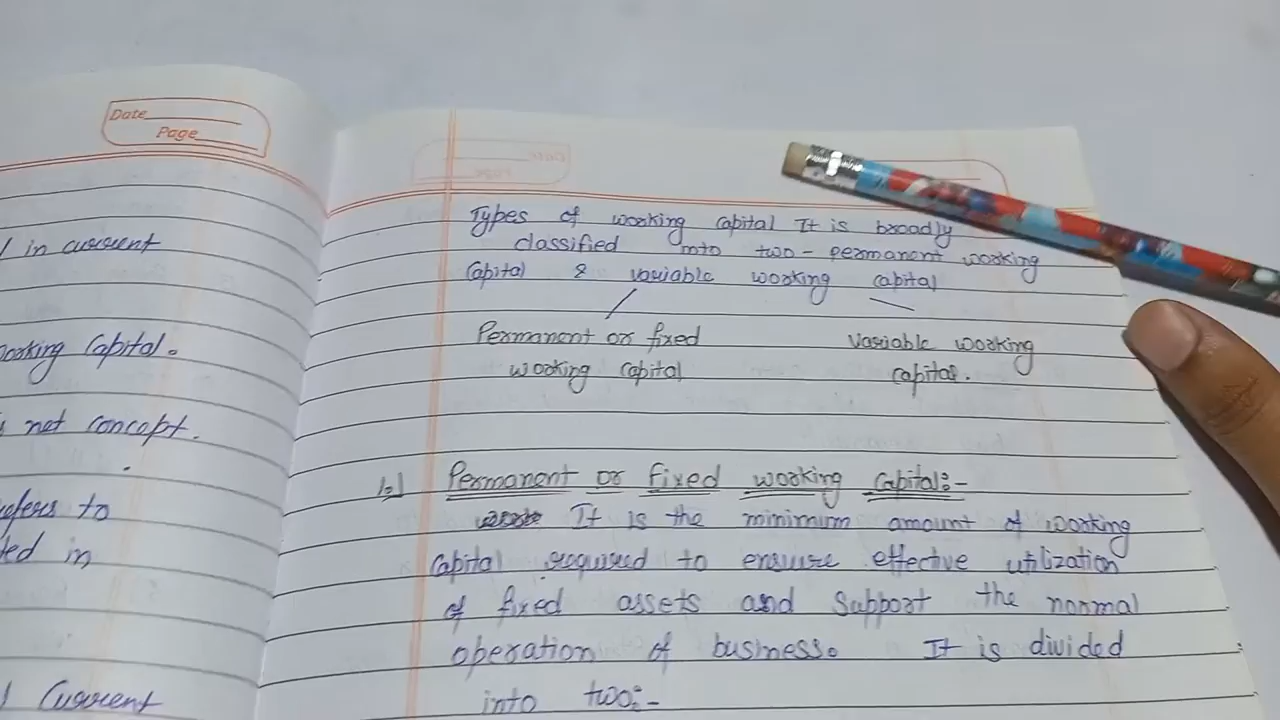 Date
Page
in current
working Capital.
net concept.
refers to
ted in
Current
Types of working capital It is broadly
classified into two - permanent working
Capital & variable working capital
Permanent or fixed
working capital
variable working
capital.
1.)
Permanent or fixed working Capital:-
It is the minimum amount of working
Capital required to ensure effective utilization
of fixed assets and support the normal
operation of business. It is divided
into two:-